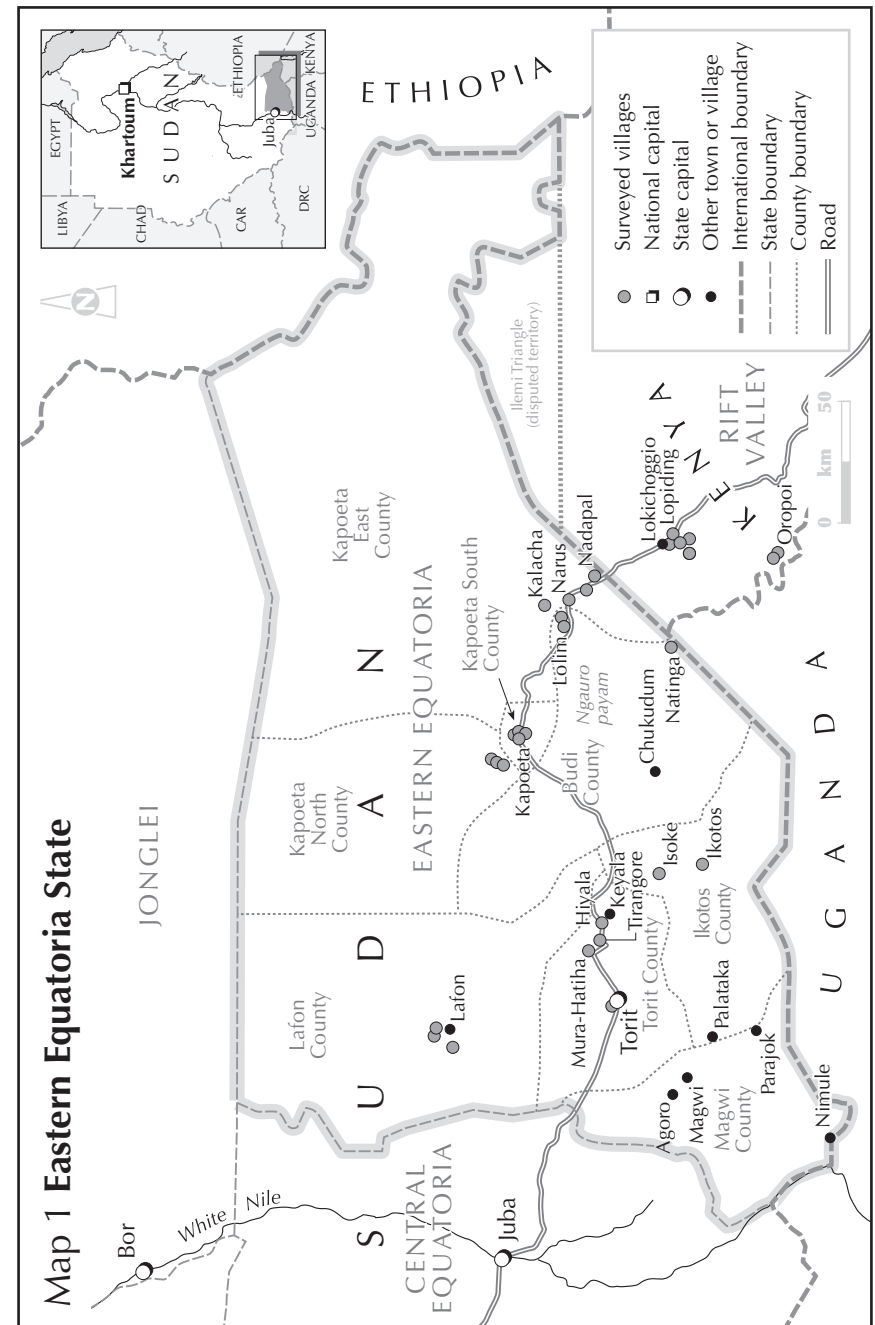 Map 1 Eastern Equatoria State
LIBYA
EGYPT
CHAD
Khartoum
SUDAN
CAR
ETHIOPIA
Juba
DRC
UGANDA
KENYA
N
ETHIOPIA
JONGLEI
Bor
White Nile
SUDAN
CENTRAL
EQUATORIA
Juba
Lafon
County
Lafon
Kapoeta
North
County
EASTERN EQUATORIA
Kapoeta
East
County
Kapoeta South
County
Kapoeta
Kalacha
Narus
Lolim
Nadapal
Ngauro
payam
Budi
County
Chukudum
Natinga
Ilemi Triangle
(disputed territory)
Lokichoggio
Lopiding
KENYA
RIFT
VALLEY
Oropoi
Mura-Hatiha
Hiyala
Keyala
Tirangore
Torit
Torit County
Isoke
Ikotos
Ikotos
County
Palataka
Parajok
Agoro
Magwi
Magwi
County
Nimule
UGANDA
Surveyed villages
National capital
State capital
Other town or village
International boundary
State boundary
County boundary
Road
0 km 50